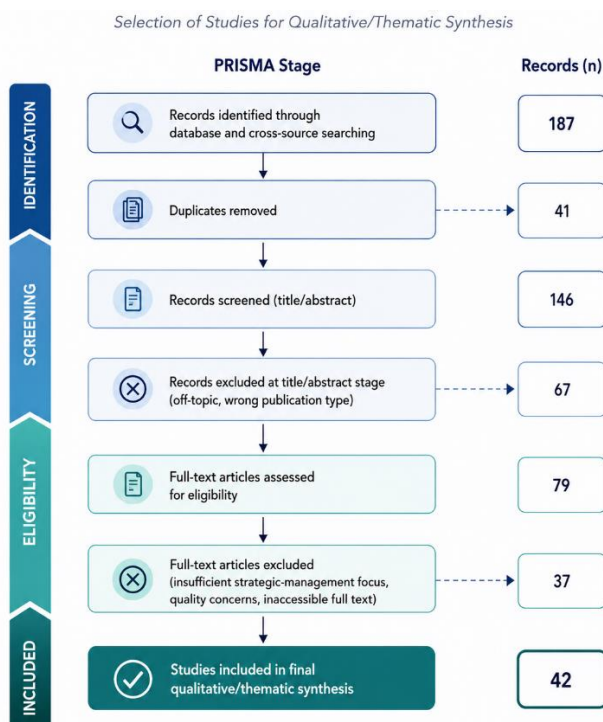 Selection of Studies for Qualitative/Thematic Synthesis
PRISMA Stage
Records (n)
IDENTIFICATION
Records identified through
database and cross-source searching
187
Duplicates removed
41
SCREENING
Records screened (title/abstract)
146
Records excluded at title/abstract stage
(off-topic, wrong publication type)
67
ELIGIBILITY
Full-text articles assessed
for eligibility
79
Full-text articles excluded
(insufficient strategic-management focus,
quality concerns, inaccessible full text)
37
INCLUDED
Studies included in final
qualitative/thematic synthesis
42